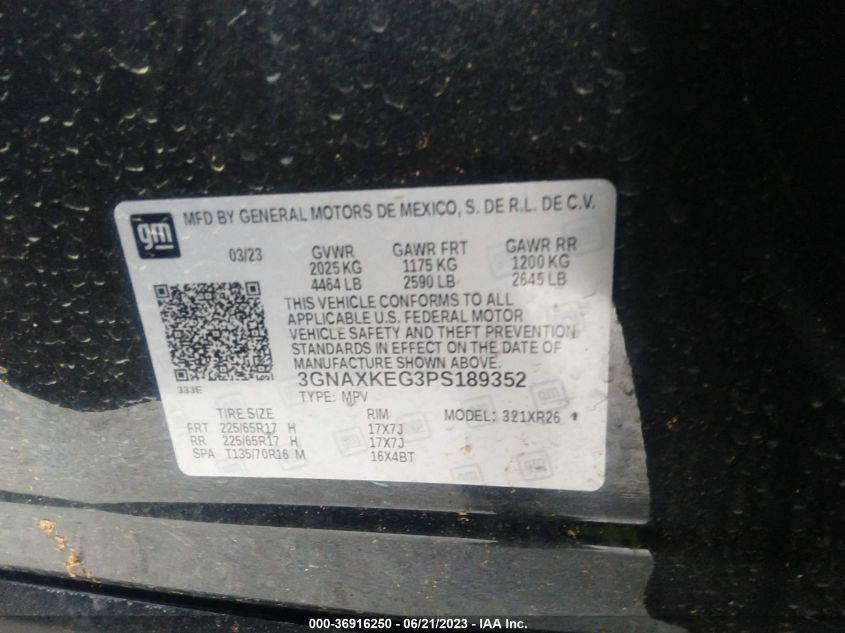 gm
MFD BY GENERAL MOTORS DE MEXICO, S. DE R.L. DE C.V.
03/23 GVWR GAWR FRT GAWR RR
2025 KG 1175 KG 1200 KG
4464 LB 2590 LB 2645 LB
THIS VEHICLE CONFORMS TO ALL
APPLICABLE U.S. FEDERAL MOTOR
VEHICLE SAFETY AND THEFT PREVENTION
STANDARDS IN EFFECT ON THE DATE OF
MANUFACTURE SHOWN ABOVE.
333E
3GNAXKEG3PS189352
TYPE: MPV
TIRE SIZE RIM MODEL: 321XR26
FRT 225/65R17 H 17X7J
RR 225/65R17 H 17X7J
SPA T135/70R16 M 16X4BT
000-36916250 - 06/21/2023 - IAA Inc.